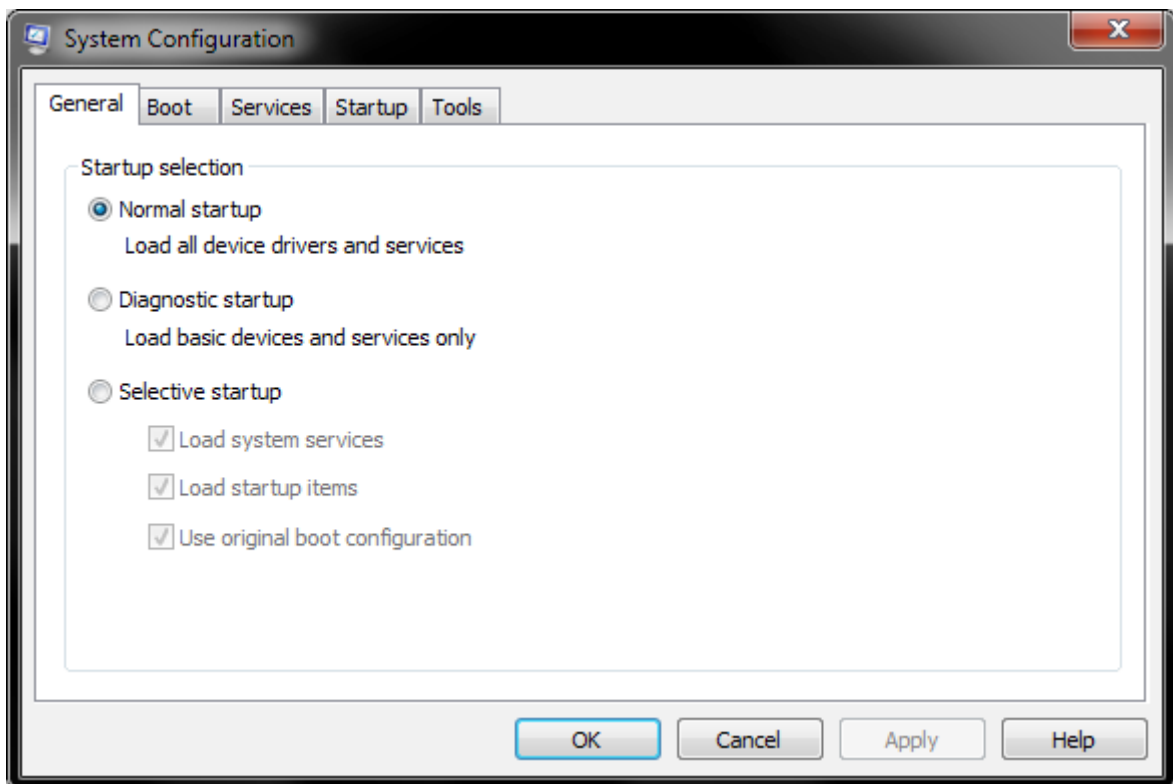 System Configuration
General Boot Services Startup Tools
Startup selection
Normal startup
Load all device drivers and services
Diagnostic startup
Load basic devices and services only
Selective startup
Load system services
Load startup items
Use original boot configuration
OK Cancel Apply Help